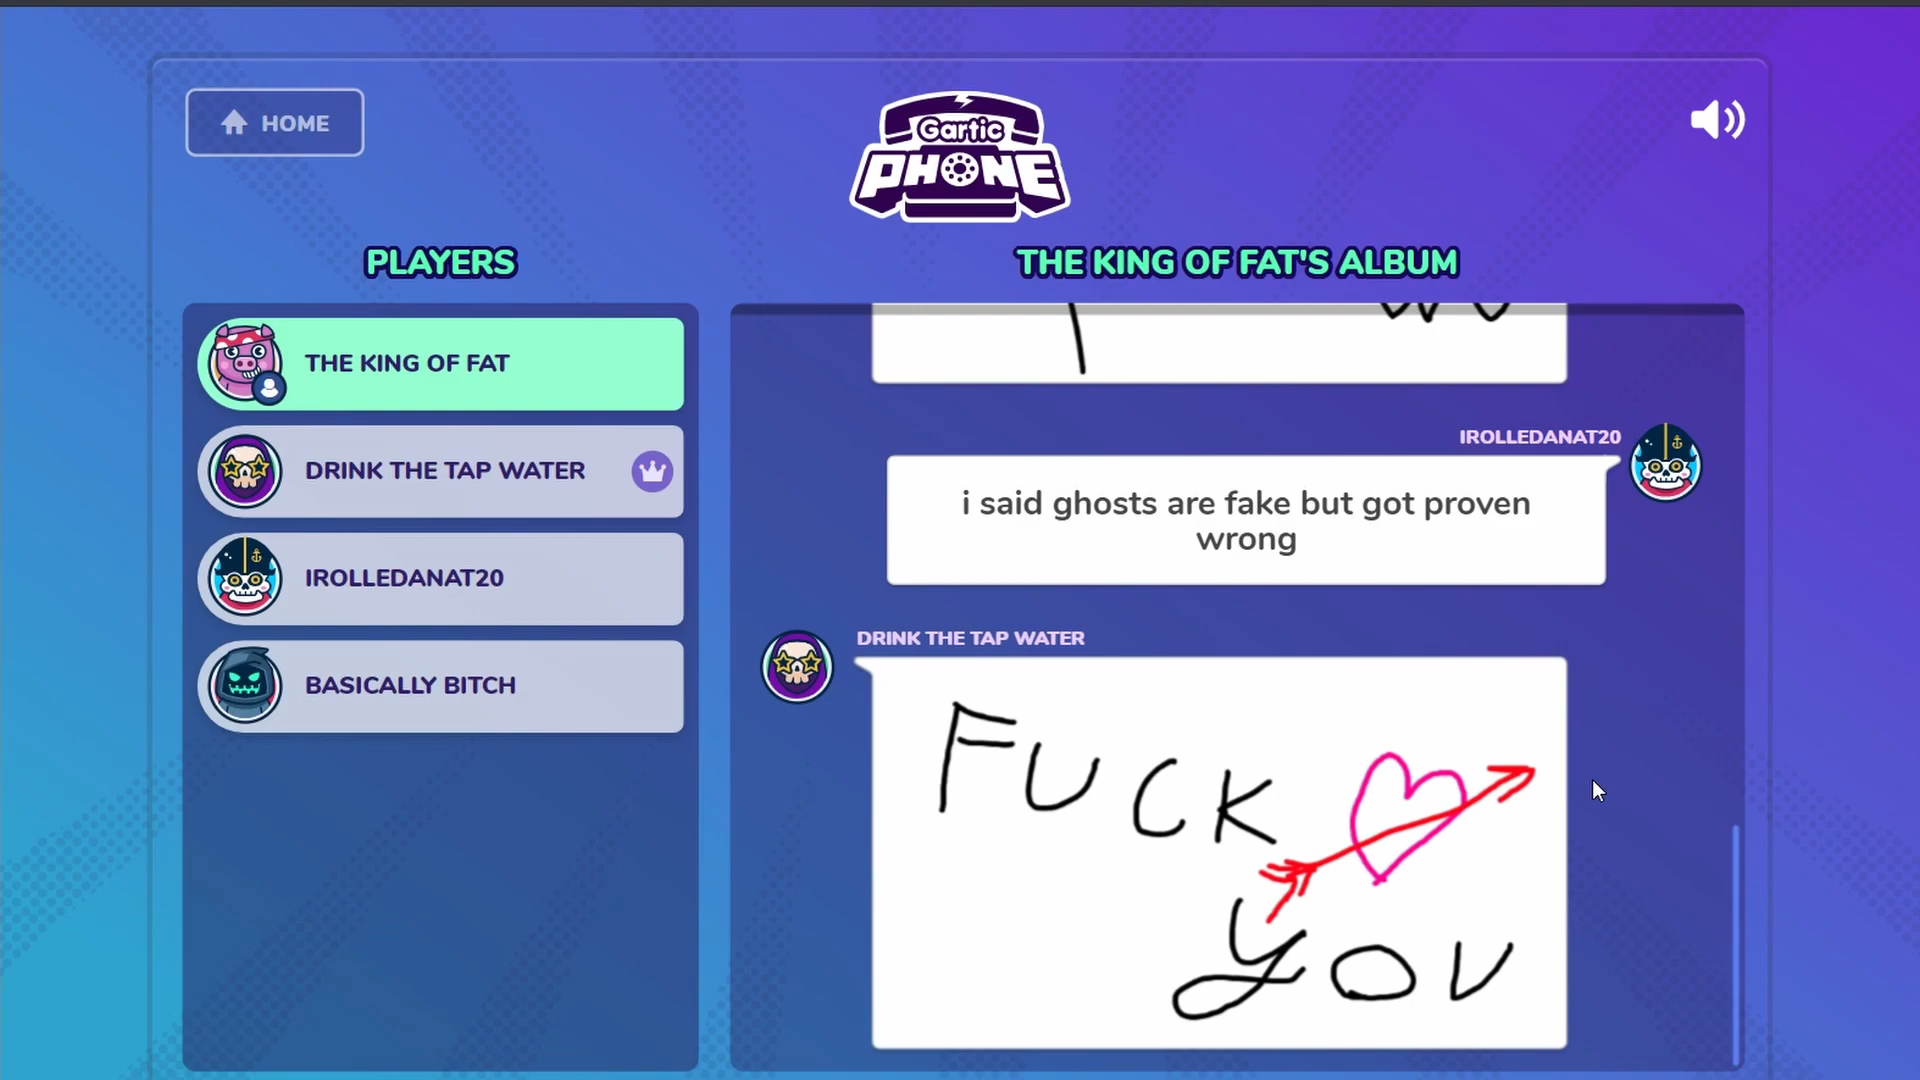 HOME
Gartic
PHONE
PLAYERS
THE KING OF FAT'S ALBUM
THE KING OF FAT
DRINK THE TAP WATER
IROLLEDANAT20
BASICALLY BITCH
IROLLEDANAT20
i said ghosts are fake but got proven
wrong
DRINK THE TAP WATER
FUCK
YOU